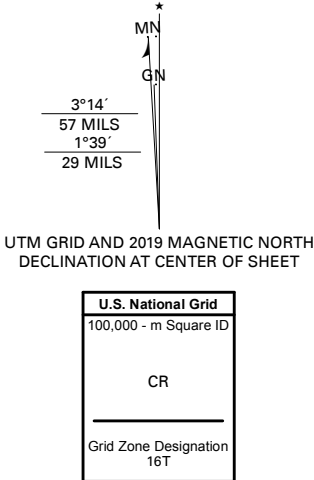 MN
GN
3°14´
57 MILS
1°39´
29 MILS
UTM GRID AND 2019 MAGNETIC NORTH
DECLINATION AT CENTER OF SHEET
U.S. National Grid
100,000 - m Square ID
CR
Grid Zone Designation
16T